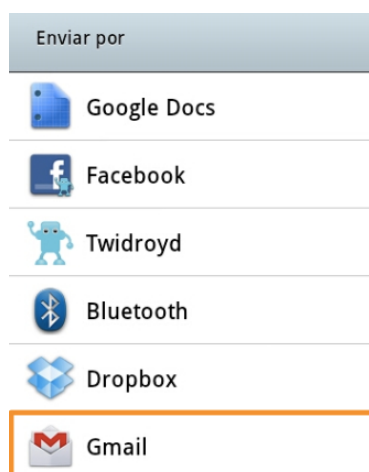 Enviar por
Google Docs
Facebook
Twidroyd
Bluetooth
Dropbox
Gmail